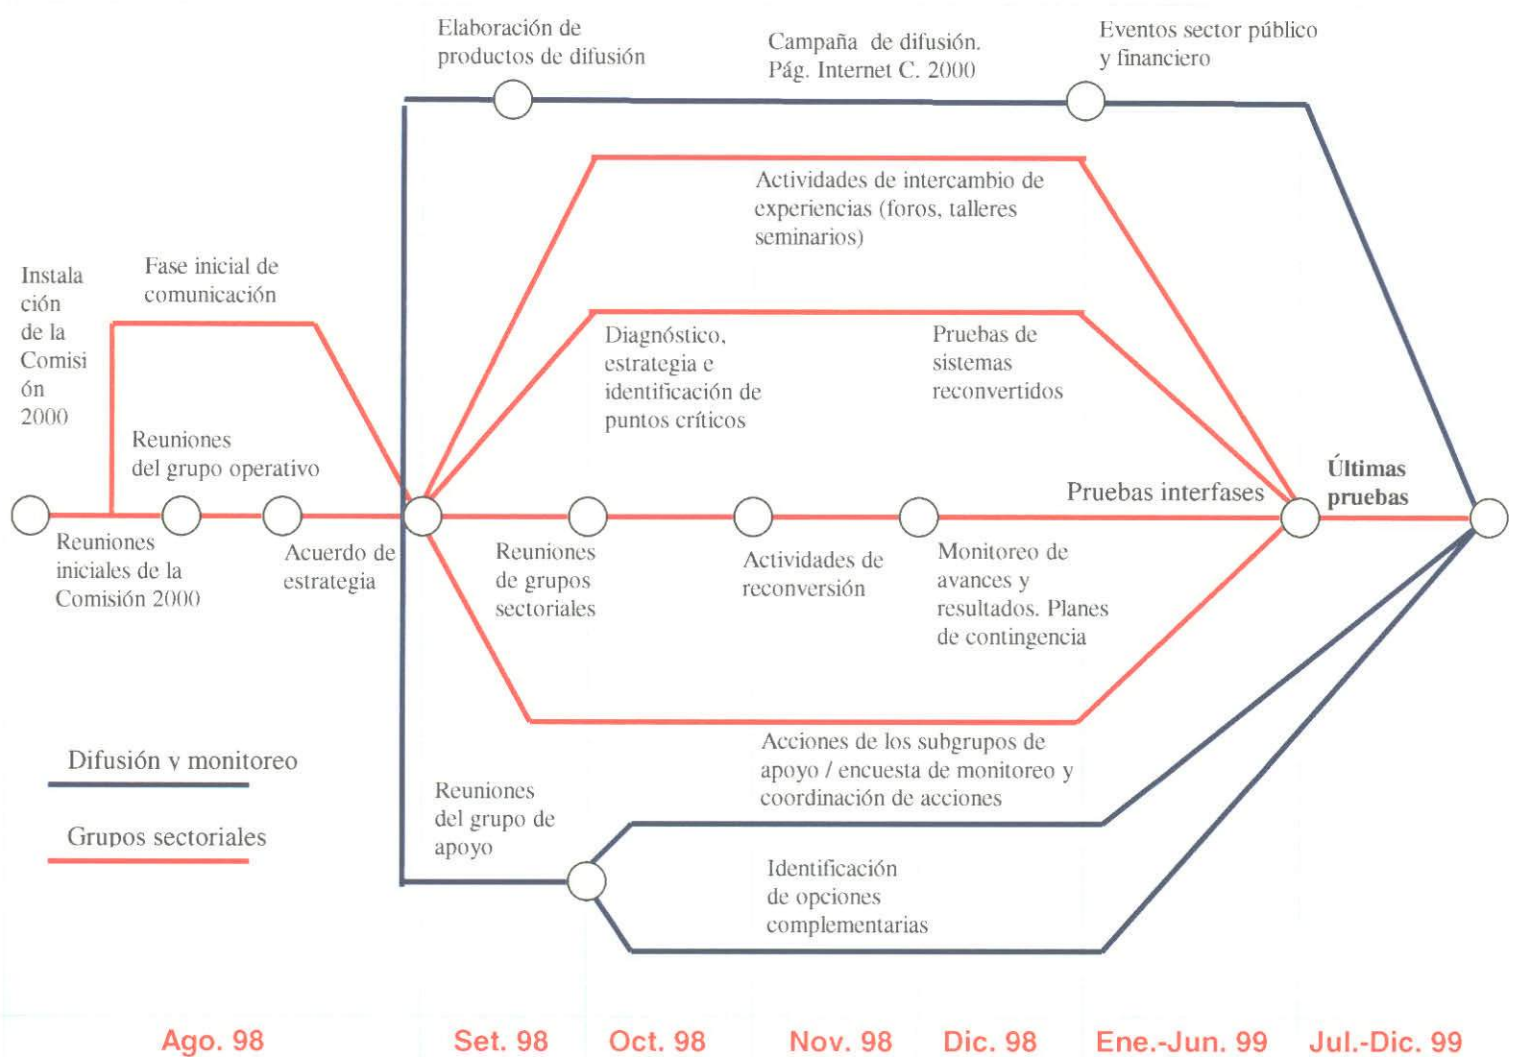 Elaboración de
productos de difusión
Campaña de difusión.
Pág. Internet C. 2000
Eventos sector público
y financiero
Actividades de intercambio de
experiencias (foros, talleres
seminarios)
Instala
ción
de la
Comisi
ón
2000
Fase inicial de
comunicación
Diagnóstico,
estrategia e
identificación de
puntos críticos
Pruebas de
sistemas
reconvertidos
Reuniones
del grupo operativo
Pruebas interfases
Últimas
pruebas
Reuniones
iniciales de la
Comisión 2000
Acuerdo de
estrategia
Reuniones
de grupos
sectoriales
Actividades de
reconversión
Monitoreo de
avances y
resultados. Planes
de contingencia
Difusión y monitoreo
Grupos sectoriales
Acciones de los subgrupos de
apoyo / encuesta de monitoreo y
coordinación de acciones
Reuniones
del grupo de
apoyo
Identificación
de opciones
complementarias
Ago. 98
Set. 98
Oct. 98
Nov. 98
Dic. 98
Ene.-Jun. 99
Jul.-Dic. 99